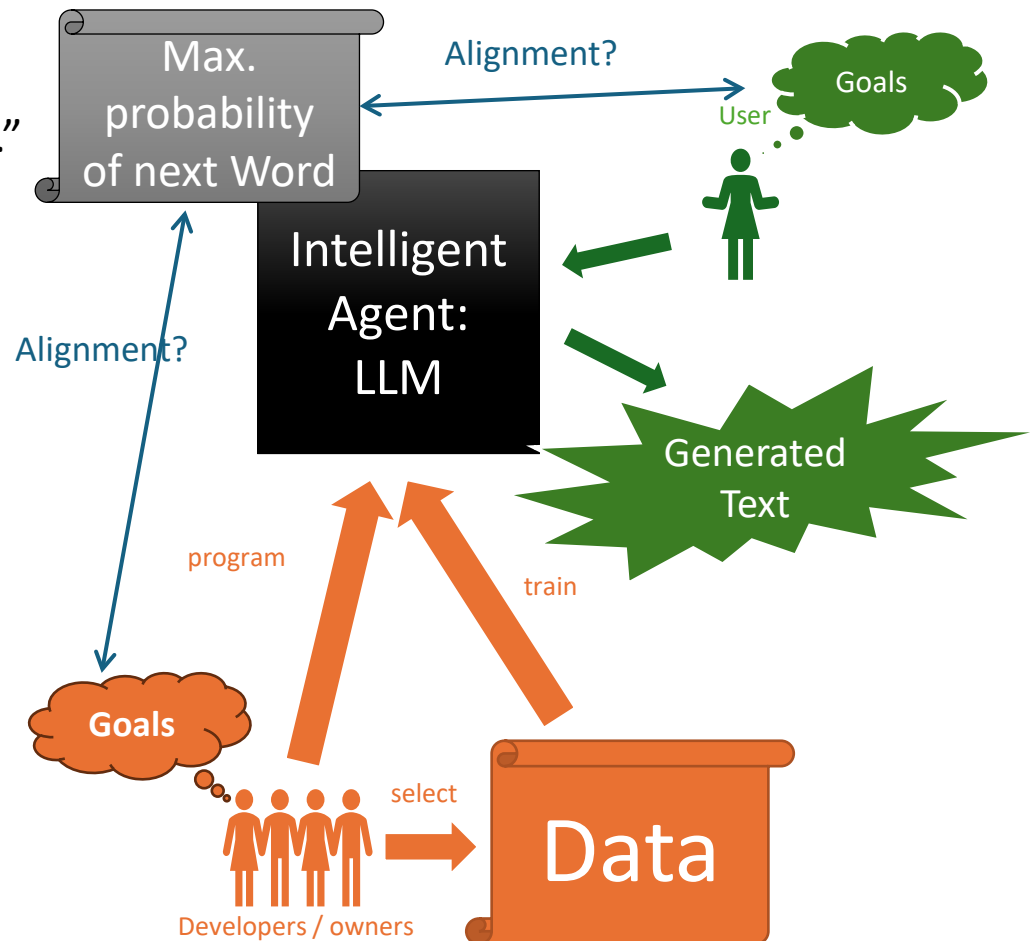 Max.
probability
of next Word
.”
Alignment?
Goals
User
Intelligent
Agent:
LLM
Alignment?
Generated
Text
program
train
Goals
select
Data
Developers / owners